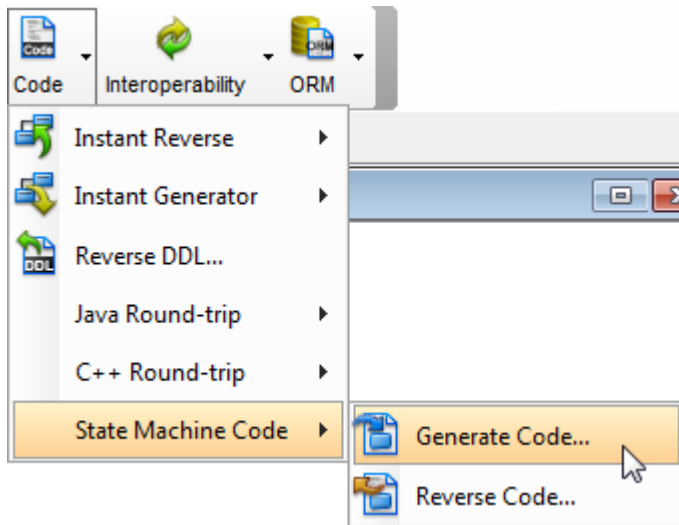 Code
ORM
Code Interoperability ORM
Instant Reverse
Instant Generator
DDL
Reverse DDL...
Java Round-trip
C++ Round-trip
State Machine Code
Generate Code...
Reverse Code...